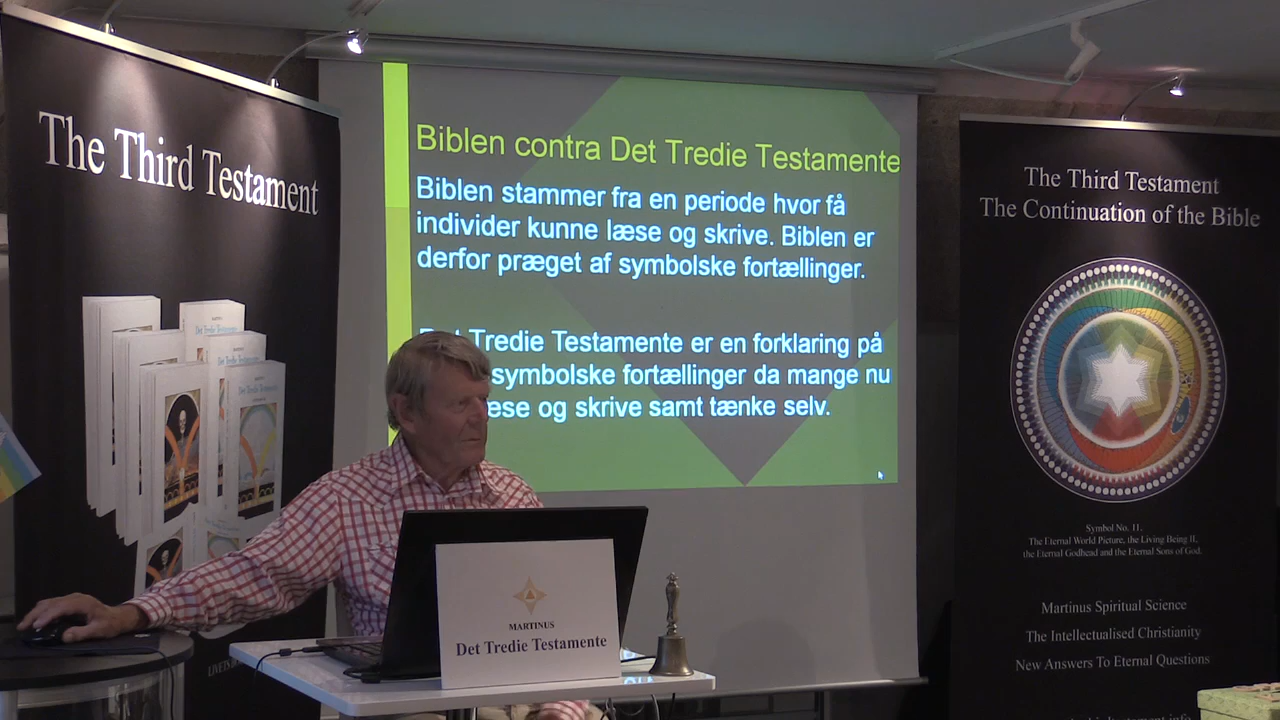 The Third Testament
MARTINUS
Det Tredie Testamente
Biblen contra Det Tredie Testamente
Biblen stammer fra en periode hvor få
individer kunne læse og skrive. Biblen er
derfor præget af symbolske fortællinger.
Tredie Testamente er en forklaring på
symbolske fortællinger da mange nu
og skrive samt tænke selv.
MARTINUS
Det Tredie Testamente
The Third Testament
The Continuation of the Bible
Symbol No. 11.
The Eternal World Picture, the Living Being II,
the Eternal Godhead and the Eternal Sons of God.
Martinus Spiritual Science
The Intellectualised Christianity
New Answers To Eternal Questions